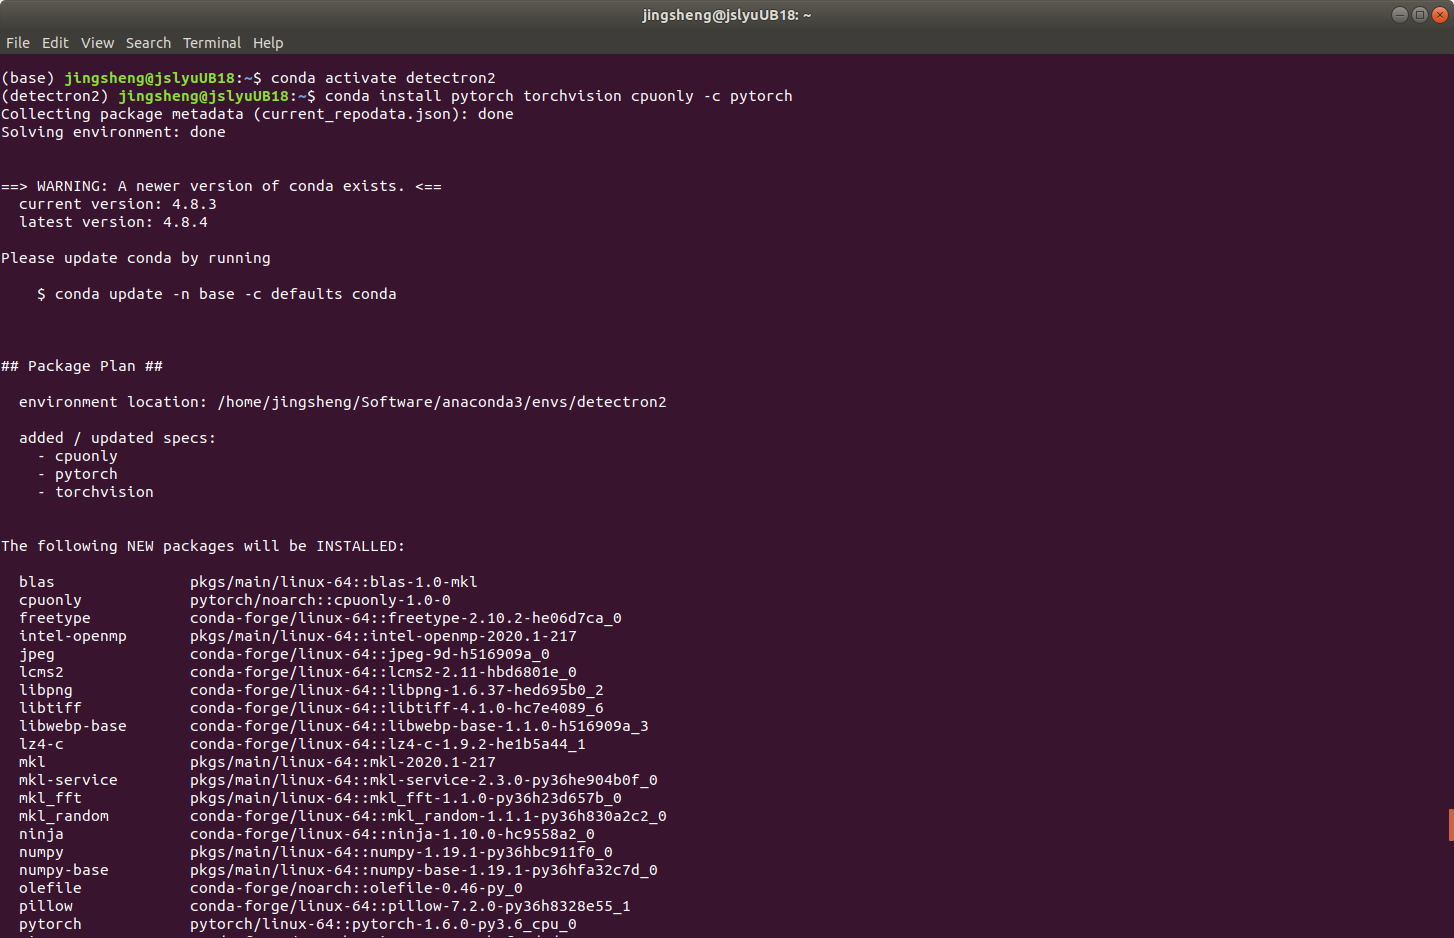 jingsheng@jslyuUB18: ~
File Edit View Search Terminal Help
(base) jingsheng@jslyuUB18:~$ conda activate detectron2
(detectron2) jingsheng@jslyuUB18:~$ conda install pytorch torchvision cpuonly -c pytorch
Collecting package metadata (current_repodata.json): done
Solving environment: done
==> WARNING: A newer version of conda exists. <==
  current version: 4.8.3
  latest version: 4.8.4
Please update conda by running
    $ conda update -n base -c defaults conda
## Package Plan ##
  environment location: /home/jingsheng/Software/anaconda3/envs/detectron2
  added / updated specs:
    - cpuonly
    - pytorch
    - torchvision
The following NEW packages will be INSTALLED:
  blas               pkgs/main/linux-64::blas-1.0-mkl
  cpuonly            pytorch/noarch::cpuonly-1.0-0
  freetype           conda-forge/linux-64::freetype-2.10.2-he06d7ca_0
  intel-openmp       pkgs/main/linux-64::intel-openmp-2020.1-217
  jpeg               conda-forge/linux-64::jpeg-9d-h516909a_0
  lcms2              conda-forge/linux-64::lcms2-2.11-hbd6801e_0
  libpng             conda-forge/linux-64::libpng-1.6.37-hed695b0_2
  libtiff            conda-forge/linux-64::libtiff-4.1.0-hc7e4089_6
  libwebp-base       conda-forge/linux-64::libwebp-base-1.1.0-h516909a_3
  lz4-c              conda-forge/linux-64::lz4-c-1.9.2-he1b5a44_1
  mkl                pkgs/main/linux-64::mkl-2020.1-217
  mkl-service        pkgs/main/linux-64::mkl-service-2.3.0-py36he904b0f_0
  mkl_fft            pkgs/main/linux-64::mkl_fft-1.1.0-py36h23d657b_0
  mkl_random         conda-forge/linux-64::mkl_random-1.1.1-py36h830a2c2_0
  ninja              conda-forge/linux-64::ninja-1.10.0-hc9558a2_0
  numpy              pkgs/main/linux-64::numpy-1.19.1-py36hbc911f0_0
  numpy-base         pkgs/main/linux-64::numpy-base-1.19.1-py36hfa32c7d_0
  olefile            conda-forge/noarch::olefile-0.46-py_0
  pillow             conda-forge/linux-64::pillow-7.2.0-py36h8328e55_1
  pytorch            pytorch/linux-64::pytorch-1.6.0-py3.6_cpu_0